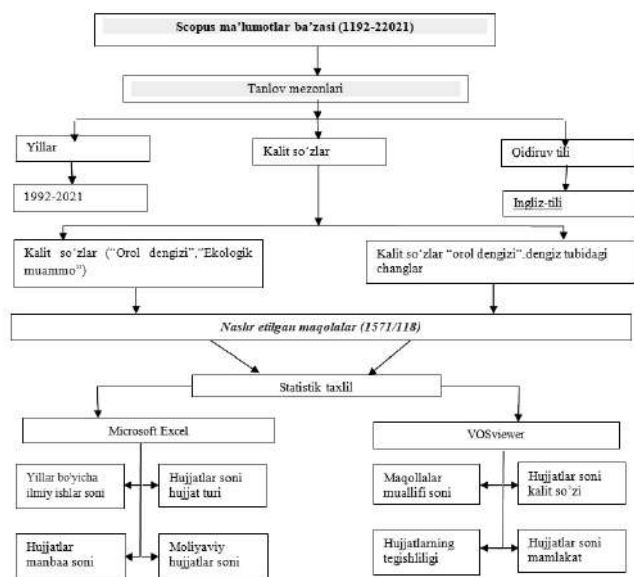 Scopus ma'lumotlar ba'zasi (1192-22021)
Tanlov mezonlari
Yillar
Kalit so'zlar
Qidiruv tili
1992-2021
Ingliz-tili
Kalit so'zlar ("Orol dengizi","Ekologik
muammo")
Kalit so'zlar "orol dengizi".dengiz tubidagi
changlar
Nashr etilgan maqolalar (1571/118)
Statistik taxlil
Microsoft Excel
VOSviewer
Yillar bo'yicha
ilmiy ishlar soni
Hujjatlar soni
hujjat turi
Maqollalar
muallifi soni
Hujjatlar soni
kalit so'zi
Hujjatlar
manbaa soni
Moliyaviy
hujjatlar soni
Hujjatlarning
tegishliligi
Hujjatlar soni
mamlakat